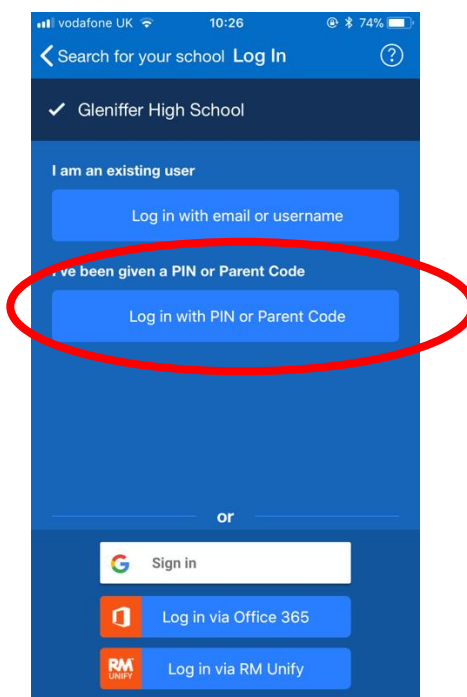 vodafone UK 10:26 74%
Search for your school Log In ?
Gleniffer High School
I am an existing user
Log in with email or username
I've been given a PIN or Parent Code
Log in with PIN or Parent Code
or
G Sign in
Log in via Office 365
RM UNIFY Log in via RM Unify